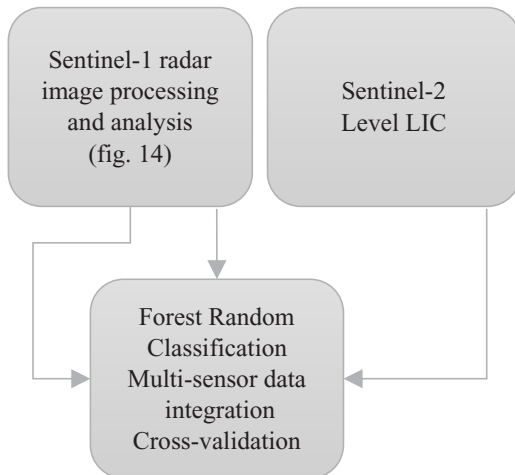 Sentinel-1 radar
image processing
and analysis
(fig. 14)
Sentinel-2
Level LIC
Forest Random
Classification
Multi-sensor data
integration
Cross-validation